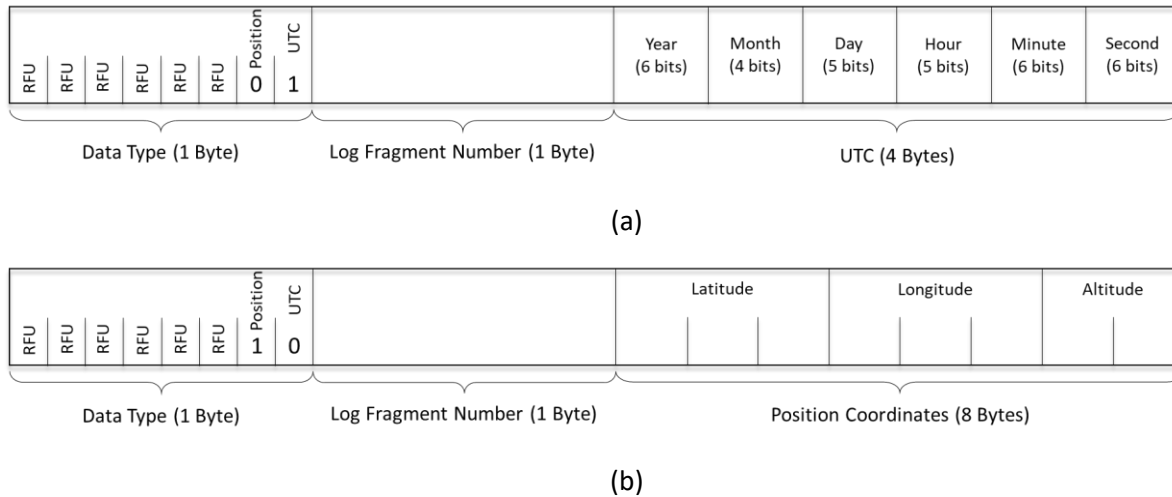 RFU RFU RFU RFU RFU RFU Position UTC
0 1
Year Month Day Hour Minute Second
(6 bits) (4 bits) (5 bits) (5 bits) (6 bits) (6 bits)
Data Type (1 Byte) Log Fragment Number (1 Byte) UTC (4 Bytes)
(a)
RFU RFU RFU RFU RFU RFU Position UTC
1 0
Latitude Longitude Altitude
Data Type (1 Byte) Log Fragment Number (1 Byte) Position Coordinates (8 Bytes)
(b)